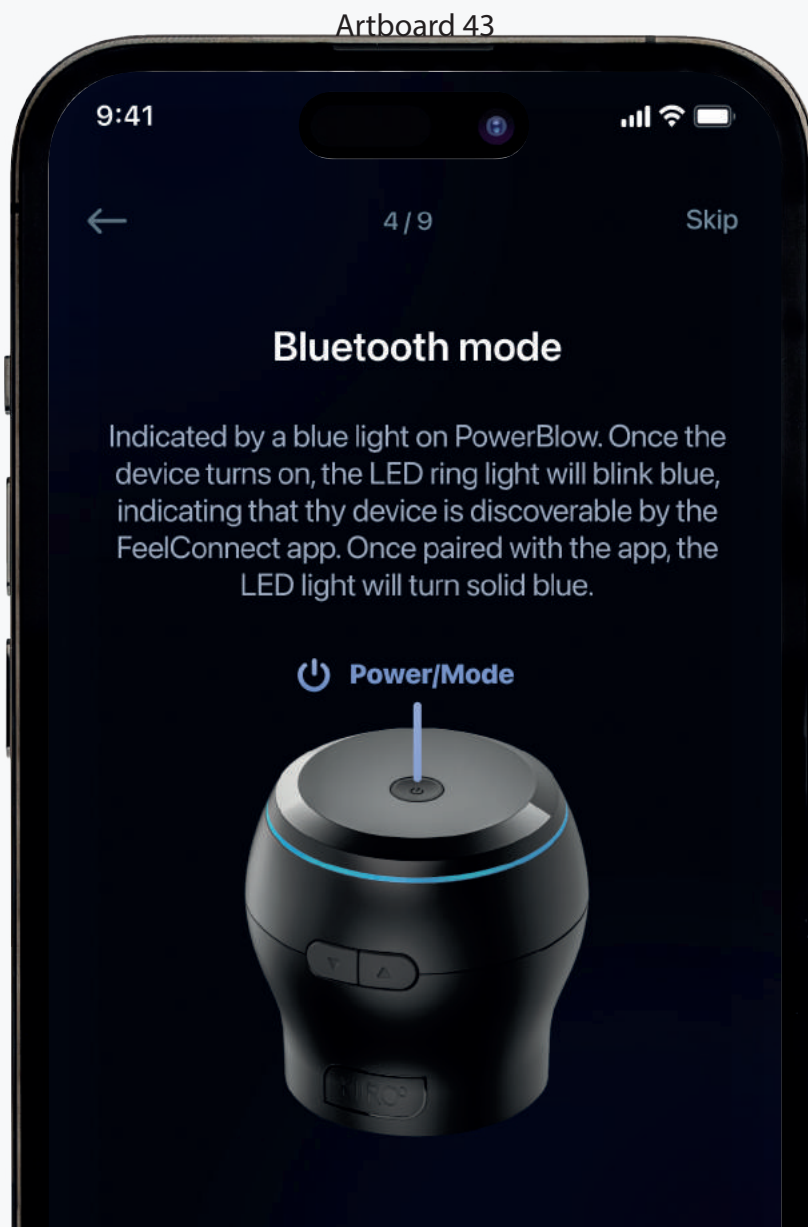 Artboard 43
9:41
4/9
Skip
Bluetooth mode
Indicated by a blue light on PowerBlow. Once the
device turns on, the LED ring light will blink blue,
indicating that thy device is discoverable by the
FeelConnect app. Once paired with the app, the
LED light will turn solid blue.
Power/Mode
KIIRO